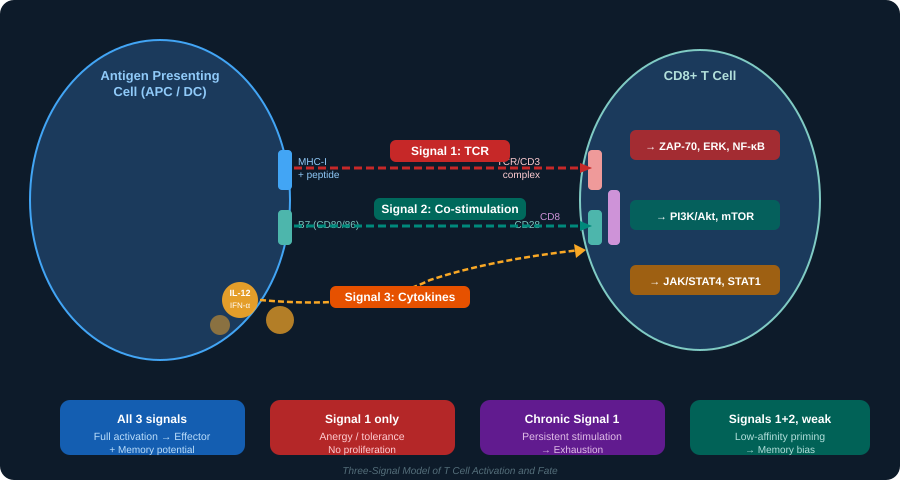 Antigen Presenting
Cell (APC / DC)
CD8+ T Cell
Signal 1: TCR
MHC-I
+ peptide
TCR/CD3
complex
→ ZAP-70, ERK, NF-κB
Signal 2: Co-stimulation
B7 (CD80/86)
CD8
CD28
→ PI3K/Akt, mTOR
IL-12
IFN-α
Signal 3: Cytokines
→ JAK/STAT4, STAT1
All 3 signals
Full activation → Effector
+ Memory potential
Signal 1 only
Anergy / tolerance
No proliferation
Chronic Signal 1
Persistent stimulation
→ Exhaustion
Signals 1+2, weak
Low-affinity priming
→ Memory bias
Three-Signal Model of T Cell Activation and Fate